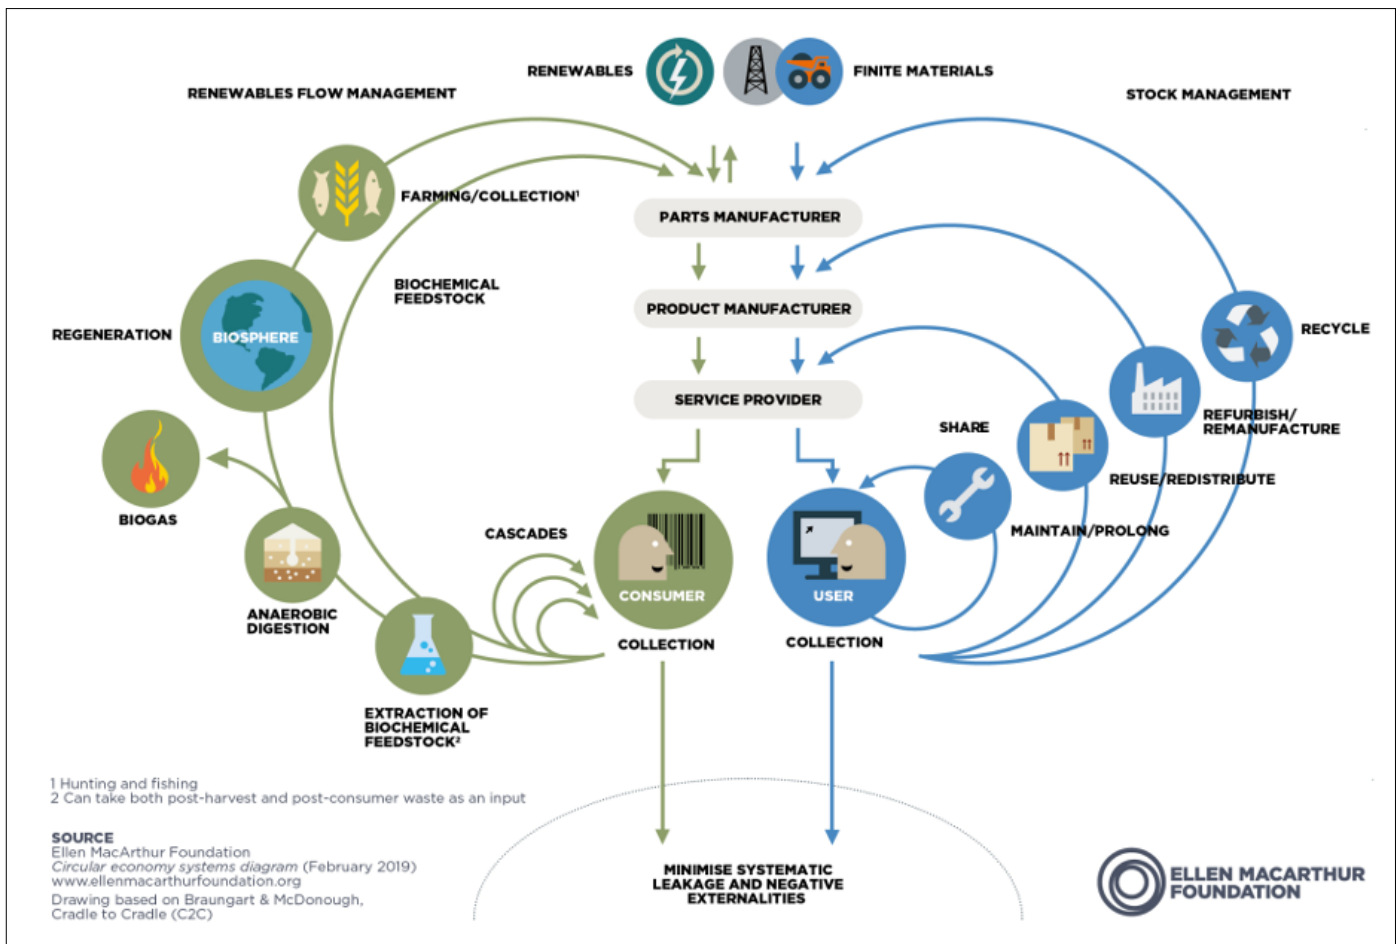 RENEWABLES
FINITE MATERIALS
RENEWABLES FLOW MANAGEMENT
STOCK MANAGEMENT
FARMING/COLLECTION¹
PARTS MANUFACTURER
BIOCHEMICAL
FEEDSTOCK
PRODUCT MANUFACTURER
REGENERATION
BIOSPHERE
RECYCLE
SERVICE PROVIDER
SHARE
REFURBISH/
REMANUFACTURE
REUSE/REDISTRIBUTE
BIOGAS
CASCADES
MAINTAIN/PROLONG
CONSUMER
USER
ANAEROBIC
DIGESTION
COLLECTION
COLLECTION
EXTRACTION OF
BIOCHEMICAL
FEEDSTOCK²
1 Hunting and fishing
2 Can take both post-harvest and post-consumer waste as an input
SOURCE
Ellen MacArthur Foundation
Circular economy systems diagram (February 2019)
www.ellenmacarthurfoundation.org
Drawing based on Braungart & McDonough,
Cradle to Cradle (C2C)
MINIMISE SYSTEMATIC
LEAKAGE AND NEGATIVE
EXTERNALITIES
ELLEN MACARTHUR
FOUNDATION